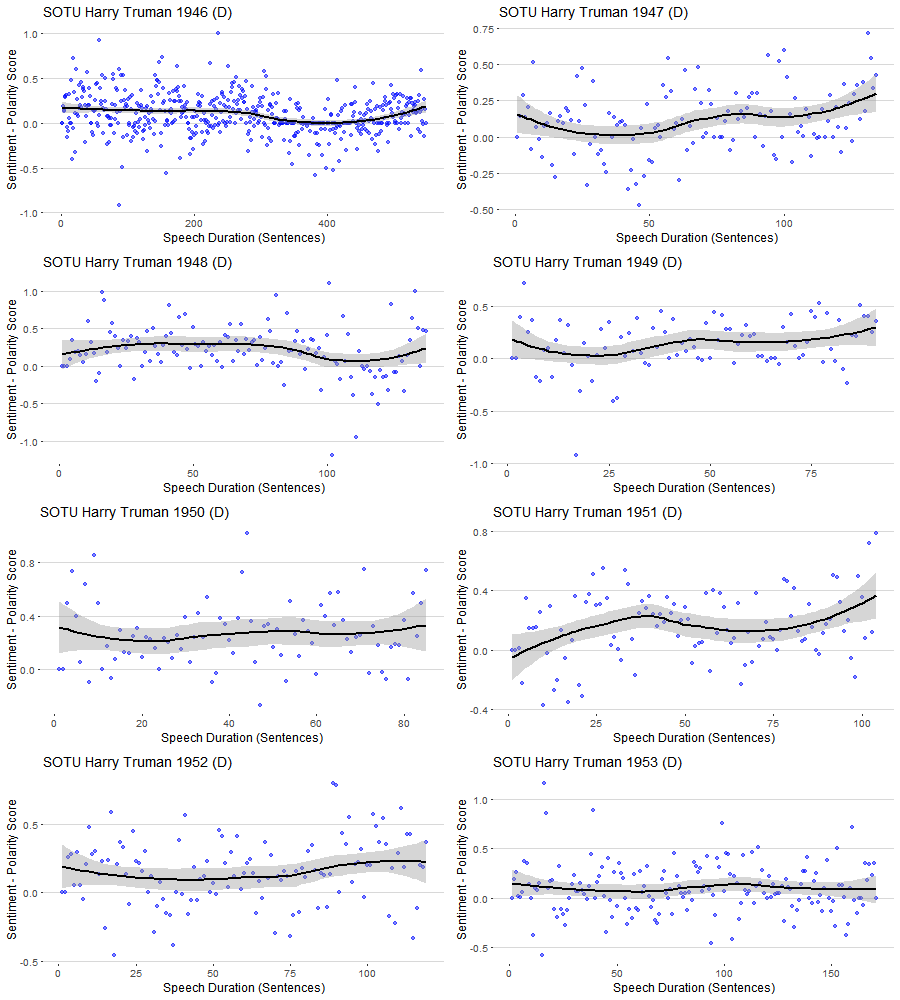 SOTU Harry Truman 1946 (D)
Sentiment - Polarity Score
1.0
0.5
0.0
-0.5
-1.0
0 200 400
Speech Duration (Sentences)
SOTU Harry Truman 1947 (D)
Sentiment - Polarity Score
0.75
0.50
0.25
0.00
-0.25
-0.50
0 50 100
Speech Duration (Sentences)
SOTU Harry Truman 1948 (D)
Sentiment - Polarity Score
1.0
0.5
0.0
-0.5
-1.0
0 50 100
Speech Duration (Sentences)
SOTU Harry Truman 1949 (D)
Sentiment - Polarity Score
0.5
0.0
-0.5
-1.0
0 25 50 75
Speech Duration (Sentences)
SOTU Harry Truman 1950 (D)
Sentiment - Polarity Score
0.8
0.4
0.0
0 20 40 60 80
Speech Duration (Sentences)
SOTU Harry Truman 1951 (D)
Sentiment - Polarity Score
0.8
0.4
0.0
-0.4
0 25 50 75 100
Speech Duration (Sentences)
SOTU Harry Truman 1952 (D)
Sentiment - Polarity Score
0.5
0.0
-0.5
0 25 50 75 100
Speech Duration (Sentences)
SOTU Harry Truman 1953 (D)
Sentiment - Polarity Score
1.0
0.5
0.0
-0.5
0 50 100 150
Speech Duration (Sentences)